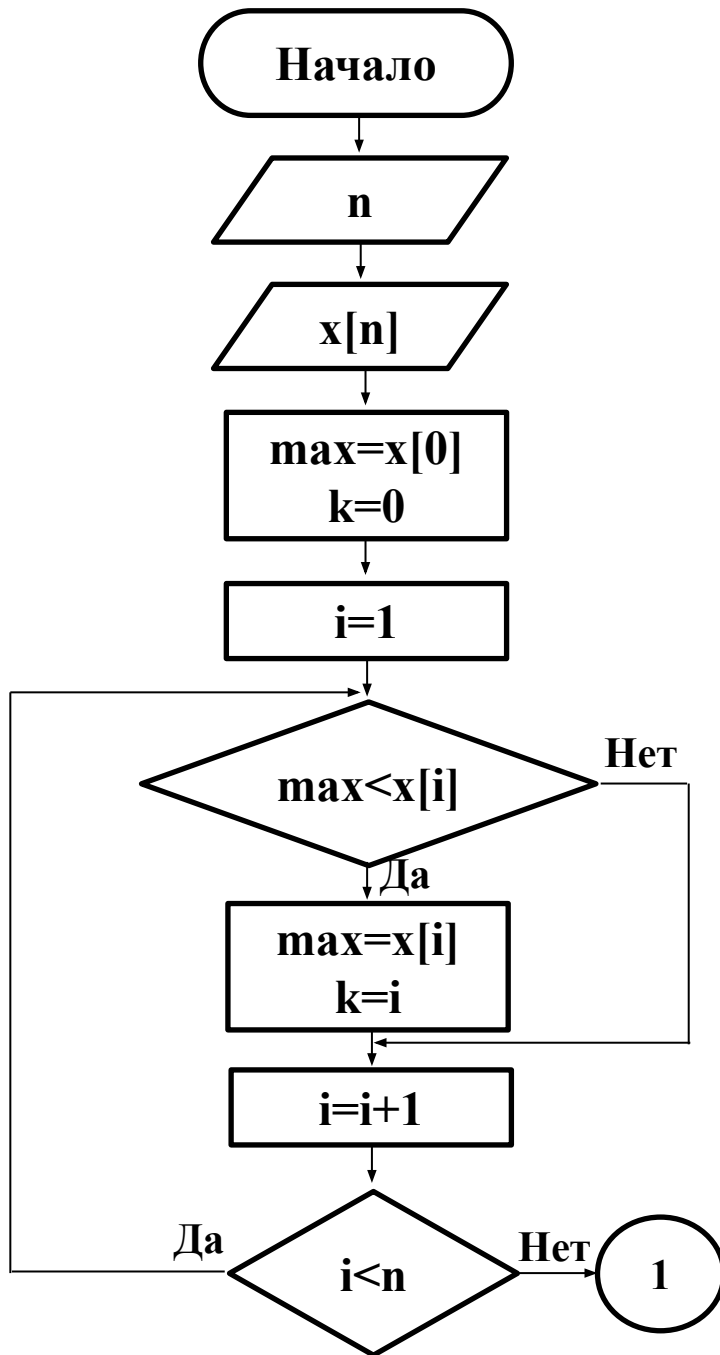 Начало
n
x[n]
max=x[0]
k=0
i=1
max<x[i]
Нет
Да
max=x[i]
k=i
i=i+1
Да
i<n
Нет
1